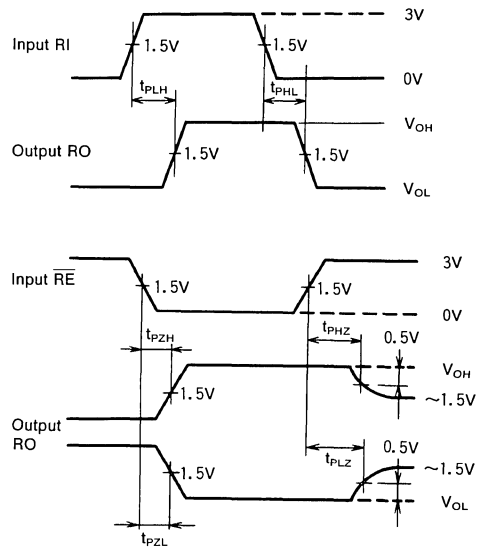 3V
Input RI
1.5V
1.5V
0V
tPLH
tPHL
VOH
Output RO
1.5V
1.5V
VOL
3V
Input R̅E̅
1.5V
1.5V
0V
tPZH
tPHZ
0.5V
VOH
1.5V
~1.5V
Output
RO
0.5V
tPLZ
~1.5V
1.5V
VOL
tPZL